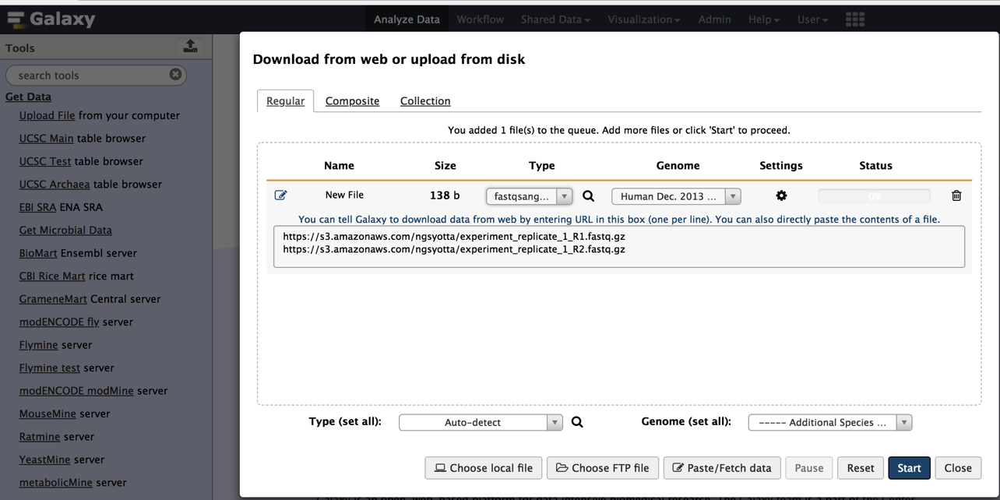 Galaxy
Analyze Data Workflow Shared Data Visualization Admin Help User
Tools
search tools
Get Data
Upload File from your computer
UCSC Main table browser
UCSC Test table browser
UCSC Archaea table browser
EBI SRA ENA SRA
Get Microbial Data
BioMart Ensembl server
CBI Rice Mart rice mart
GrameneMart Central server
modENCODE fly server
Flymine server
Flymine test server
modENCODE modMine server
MouseMine server
Ratmine server
YeastMine server
metabolicMine server
Download from web or upload from disk
Regular Composite Collection
You added 1 file(s) to the queue. Add more files or click 'Start' to proceed.
Name Size Type Genome Settings Status
New File 138 b fastqsang... Human Dec. 2013 ... 0%
You can tell Galaxy to download data from web by entering URL in this box (one per line). You can also directly paste the contents of a file.
https://s3.amazonaws.com/ngsyotta/experiment_replicate_1_R1.fastq.gz
https://s3.amazonaws.com/ngsyotta/experiment_replicate_1_R2.fastq.gz
Type (set all): Auto-detect Genome (set all): ----- Additional Species ...
Choose local file Choose FTP file Paste/Fetch data Pause Reset Start Close